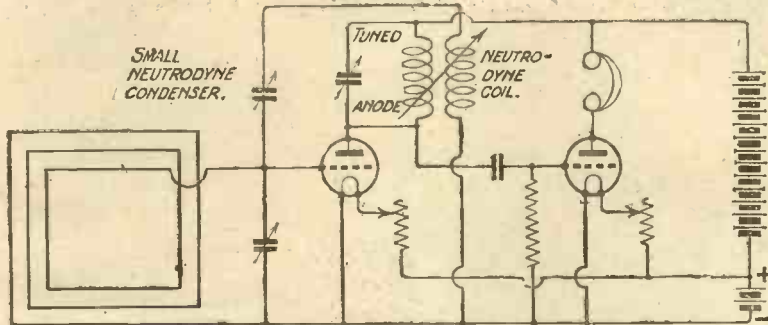 SMALL
NEUTRODYNE
CONDENSER.
TUNED
ANODE
NEUTRO-
DYNE
COIL.
+
-